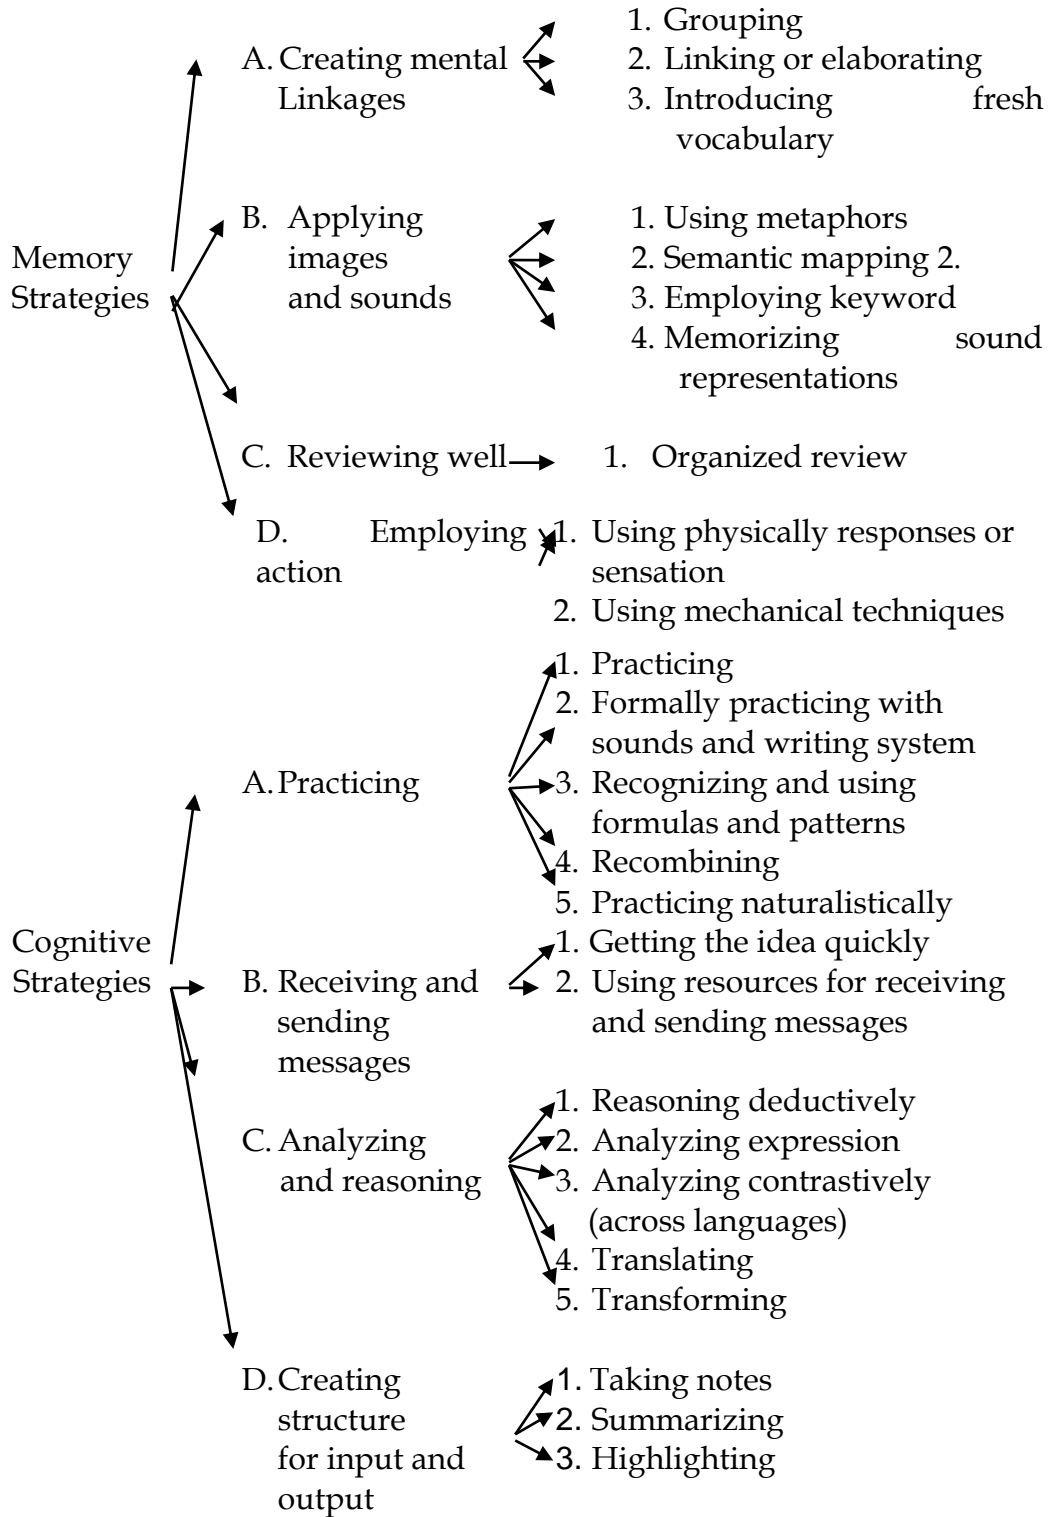 1. Grouping
A. Creating mental
2. Linking or elaborating
Linkages
3. Introducing fresh
vocabulary
B. Applying
1. Using metaphors
Memory
images
2. Semantic mapping 2.
Strategies
and sounds
3. Employing keyword
4. Memorizing sound
representations
C. Reviewing well
1. Organized review
D. Employing
action
1. Using physically responses or
sensation
2. Using mechanical techniques
1. Practicing
2. Formally practicing with
sounds and writing system
A. Practicing
3. Recognizing and using
formulas and patterns
4. Recombining
5. Practicing naturalistically
Cognitive
Strategies
1. Getting the idea quickly
B. Receiving and
sending
messages
2. Using resources for receiving
and sending messages
1. Reasoning deductively
C. Analyzing
and reasoning
2. Analyzing expression
3. Analyzing contrastively
(across languages)
4. Translating
5. Transforming
D. Creating
structure
for input and
output
1. Taking notes
2. Summarizing
3. Highlighting